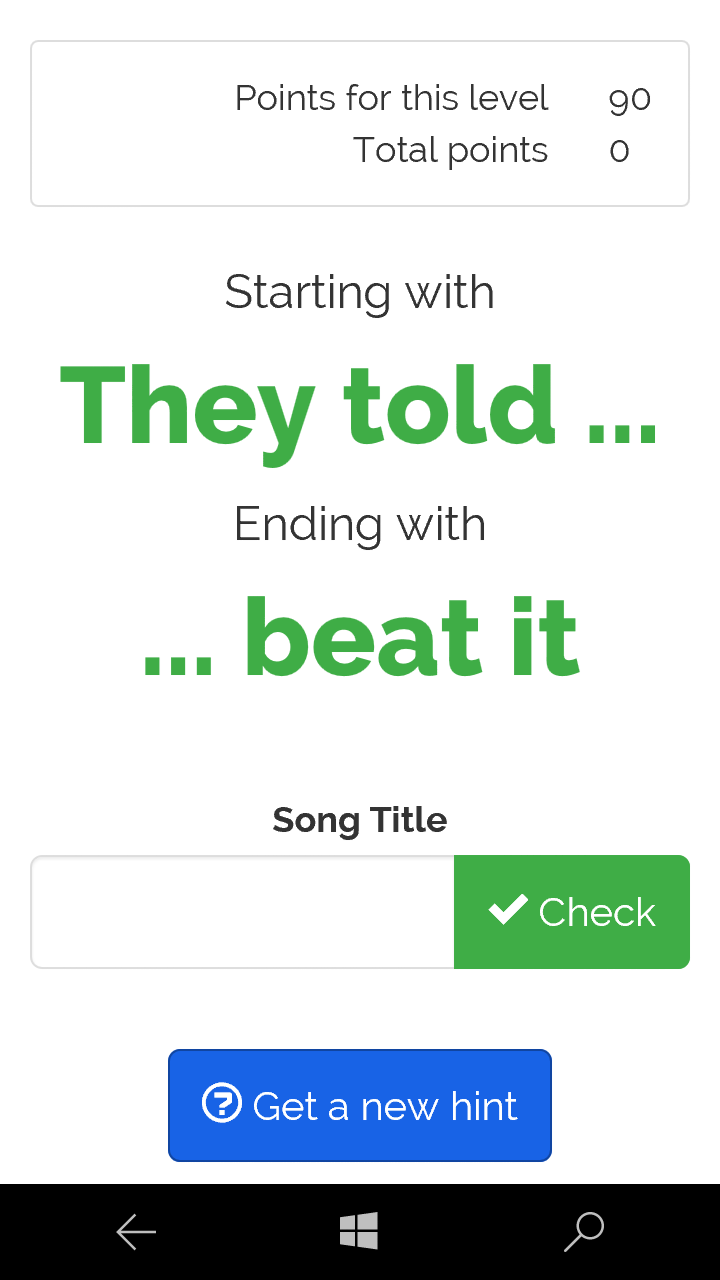 Points for this level 90
Total points 0
Starting with
They told ...
Ending with
... beat it
Song Title
Check
Get a new hint